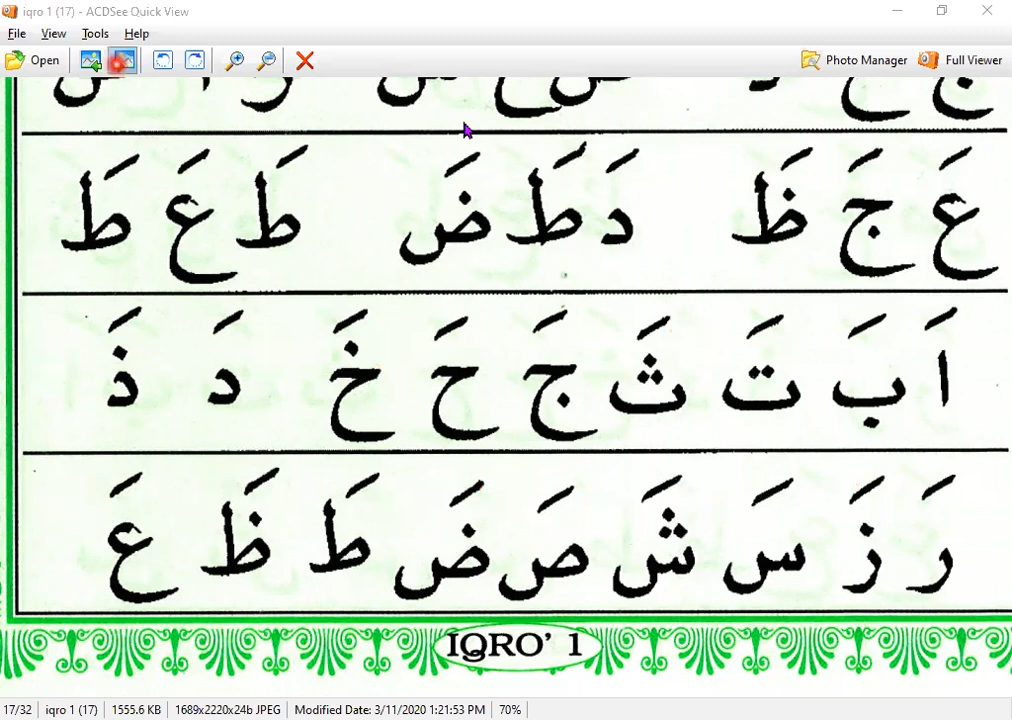 iqro 1 (17) - ACDSee Quick View
File View Tools Help
Open Photo Manager Full Viewer
عَ جَ ظَ دَ طَ ضَ طَ عَ طَ
اَ بَ تَ ثَ جَ حَ خَ دَ ذَ
رَ زَ سَ شَ صَ ضَ طَ ظَ عَ
IQRO' 1
17/32 iqro 1 (17) 1555.6 KB 1689x2220x24b JPEG Modified Date: 3/11/2020 1:21:53 PM 70%